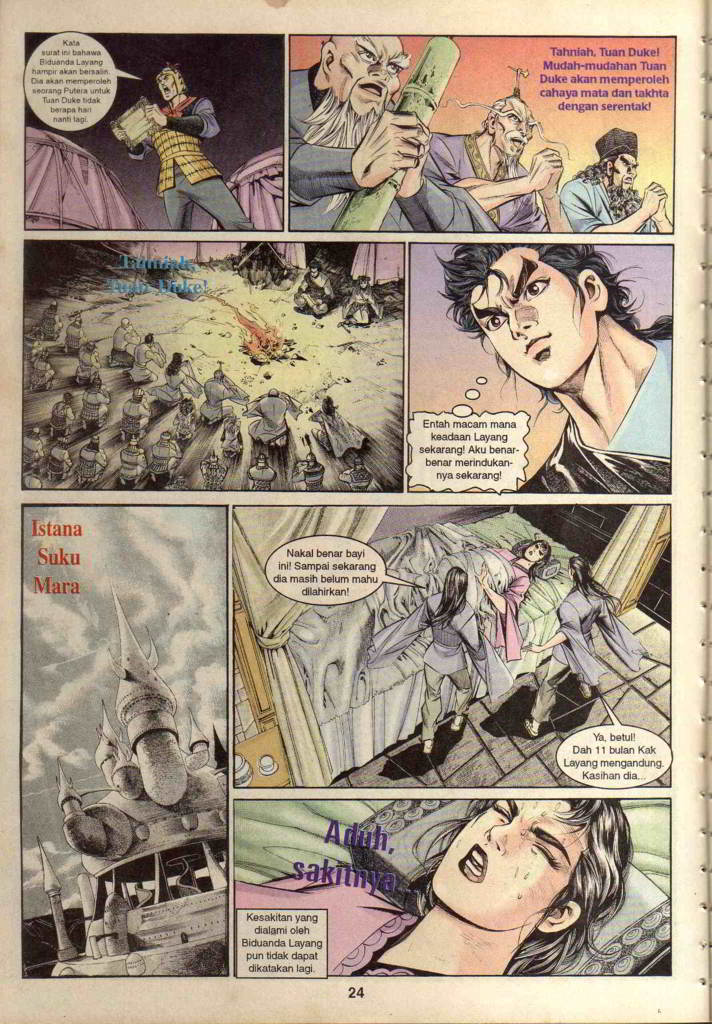 Kata
surat ini bahawa
Biduanda Layang
hampir akan bersalin.
Dia akan memperoleh
seorang Putera untuk
Tuan Duke tidak
berapa hari
nanti lagi.
Tahniah, Tuan Duke!
Mudah-mudahan Tuan
Duke akan memperoleh
cahaya mata dan takhta
dengan serentak!
Tahniah,
Tuan Duke!
Entah macam mana
keadaan Layang
sekarang! Aku benar-
benar merindukan-
nya sekarang!
Istana
Suku
Mara
Nakal benar bayi
ini! Sampai sekarang
dia masih belum mahu
dilahirkan!
Ya, betul!
Dah 11 bulan Kak
Layang mengandung.
Kasihan dia...
Aduh,
sakitnya...
Kesakitan yang
dialami oleh
Biduanda Layang
pun tidak dapat
dikatakan lagi.
24